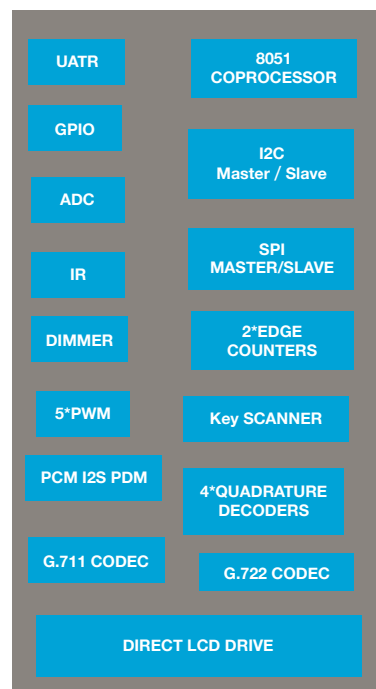 UATR
8051
COPROCESSOR
GPIO
I2C
Master / Slave
ADC
SPI
MASTER/SLAVE
IR
DIMMER
2*EDGE
COUNTERS
5*PWM
Key SCANNER
PCM I2S PDM
4*QUADRATURE
DECODERS
G.711 CODEC
G.722 CODEC
DIRECT LCD DRIVE